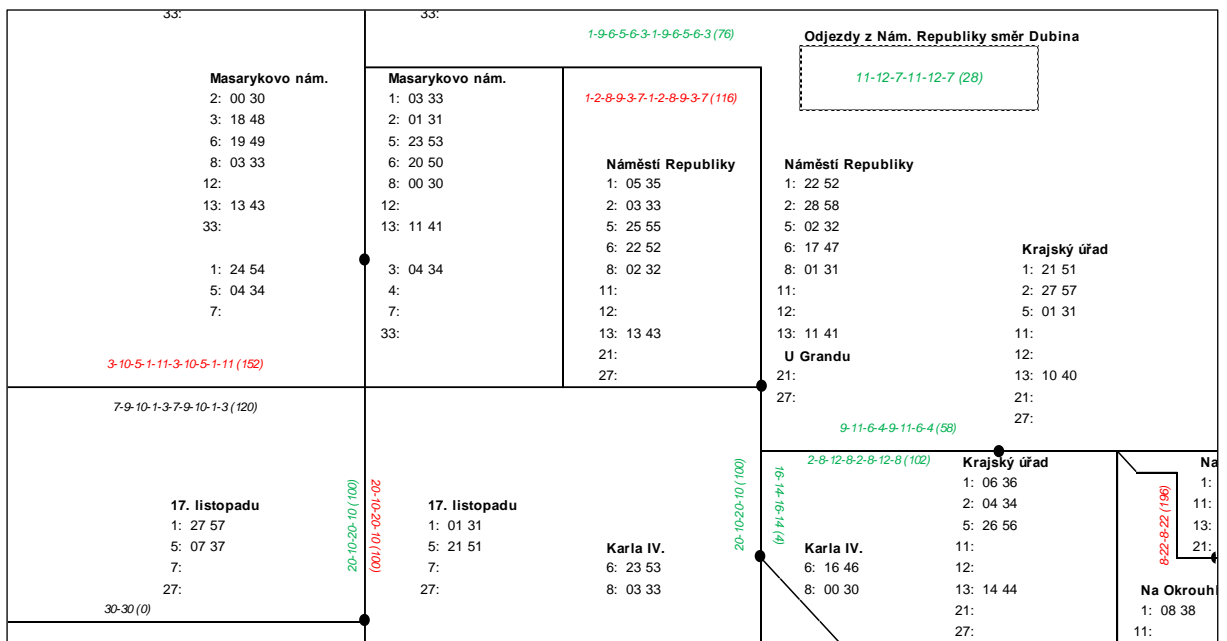 33:
33:
1-9-6-5-6-3-1-9-6-5-6-3 (76)
Odjezdy z Nám. Republiky směr Dubina
11-12-7-11-12-7 (28)
Masarykovo nám.
2: 00 30
3: 18 48
6: 19 49
8: 03 33
12:
13: 13 43
33:
1: 24 54
5: 04 34
7:
Masarykovo nám.
1: 03 33
2: 01 31
5: 23 53
6: 20 50
8: 00 30
12:
13: 11 41
3: 04 34
4:
7:
33:
1-2-8-9-3-7-1-2-8-9-3-7 (116)
Náměstí Republiky
1: 05 35
2: 03 33
5: 25 55
6: 22 52
8: 02 32
11:
12:
13: 13 43
21:
27:
Náměstí Republiky
1: 22 52
2: 28 58
5: 02 32
6: 17 47
8: 01 31
11:
12:
13: 11 41
U Grandu
21:
27:
Krajský úřad
1: 21 51
2: 27 57
5: 01 31
11:
12:
13: 10 40
21:
27:
3-10-5-1-11-3-10-5-1-11 (152)
7-9-10-1-3-7-9-10-1-3 (120)
9-11-6-4-9-11-6-4 (58)
2-8-12-8-2-8-12-8 (102)
17. listopadu
1: 27 57
5: 07 37
7:
27:
30-30 (0)
20-10-20-10 (100)
20-10-20-10 (100)
17. listopadu
1: 01 31
5: 21 51
7:
27:
Karla IV.
6: 23 53
8: 03 33
20-10-20-10 (100)
16-14-16-14 (4)
Karla IV.
6: 16 46
8: 00 30
Krajský úřad
1: 06 36
2: 04 34
5: 26 56
11:
12:
13: 14 44
21:
27:
8-22-8-22 (196)
Na
1:
11:
13:
21:
Na Okrouhl
1: 08 38
11: